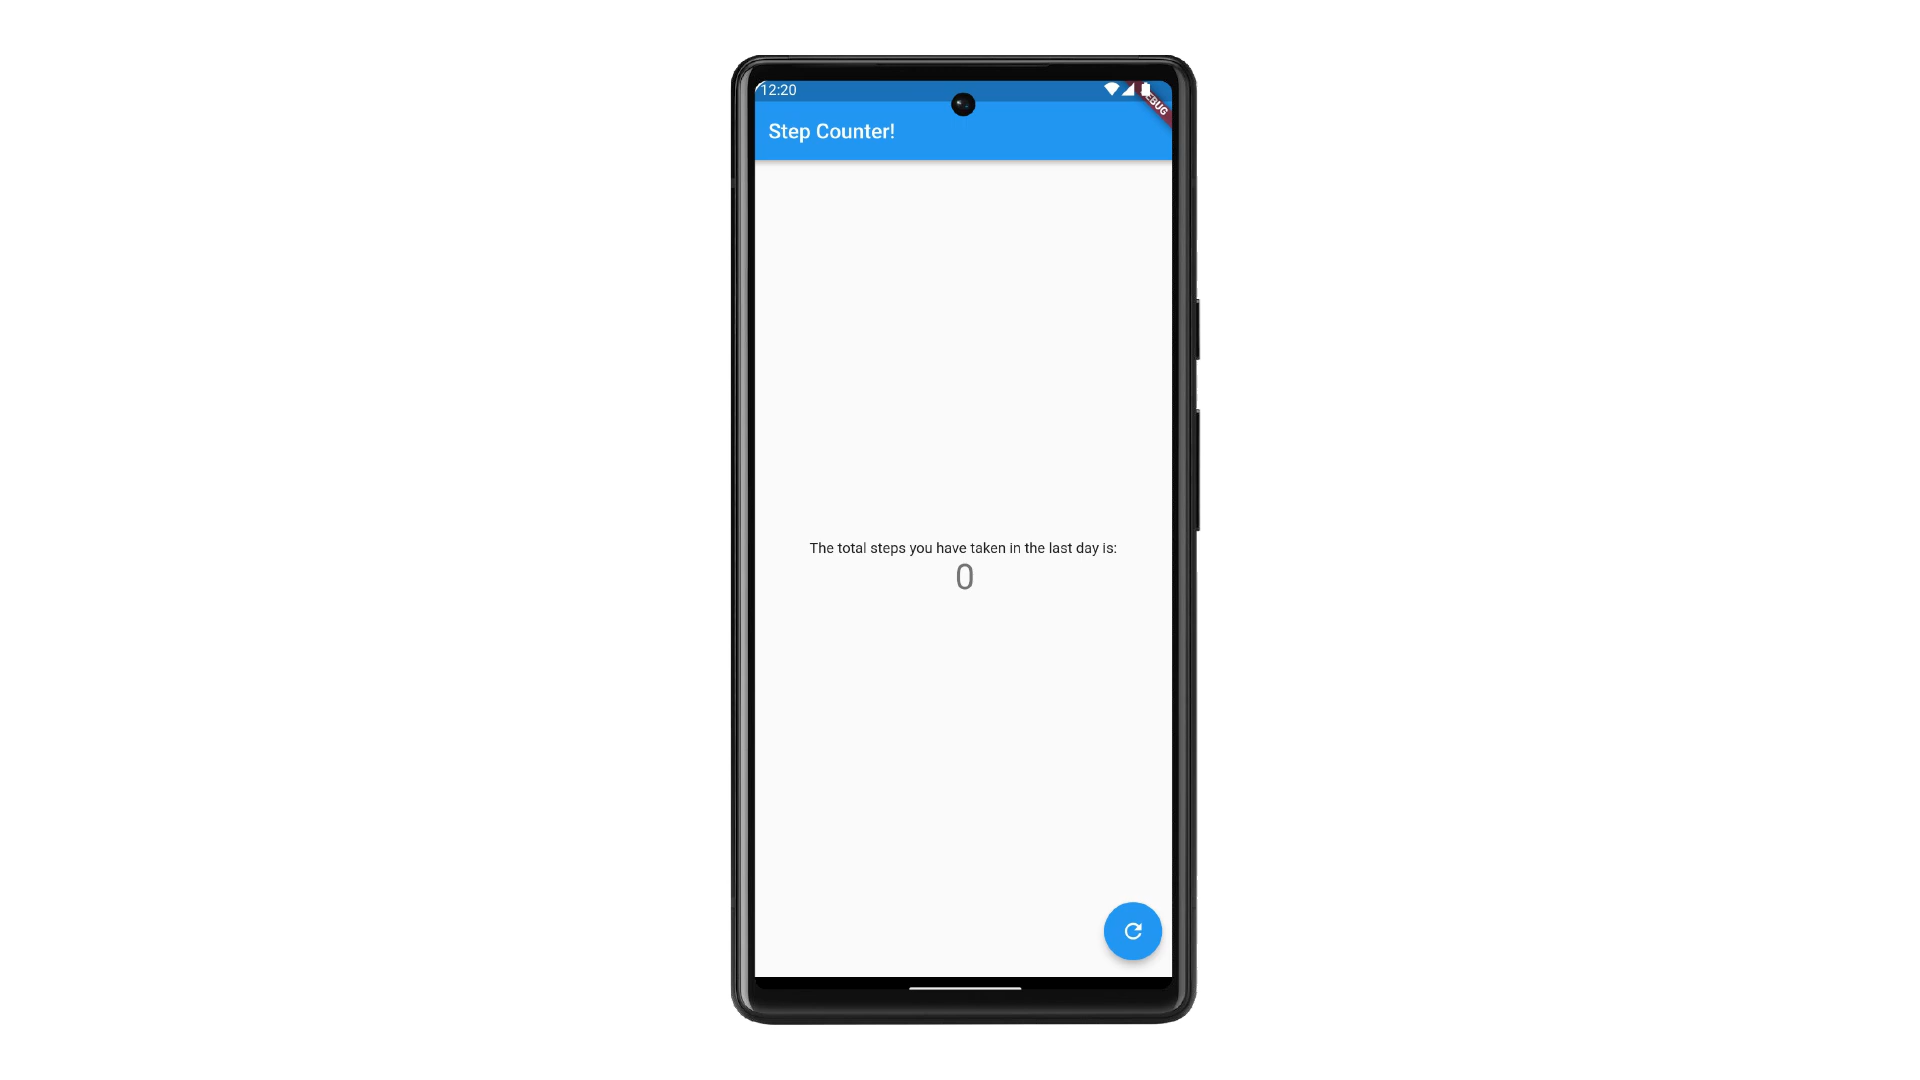 12:20
Step Counter!
The total steps you have taken in the last day is:
0